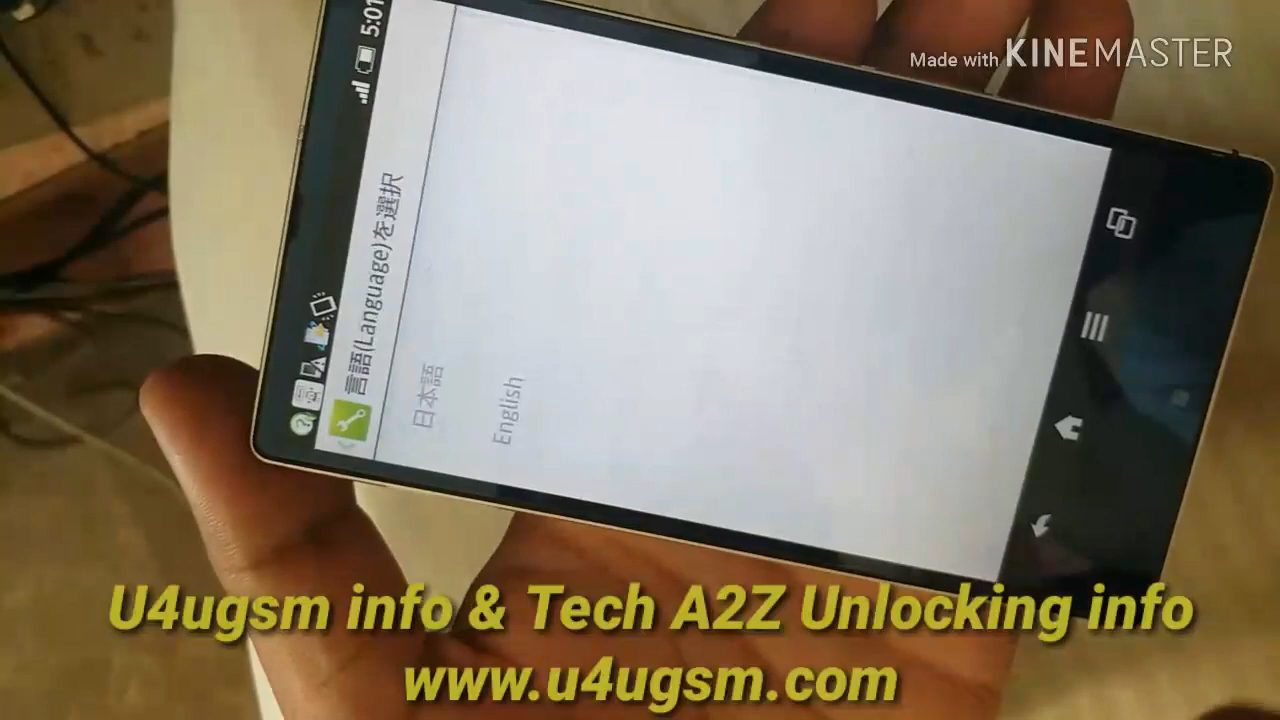 Made with KINEMASTER
5:01
言語(Language)を選択
日本語
English
U4ugsm info & Tech A2Z Unlocking info
www.u4ugsm.com